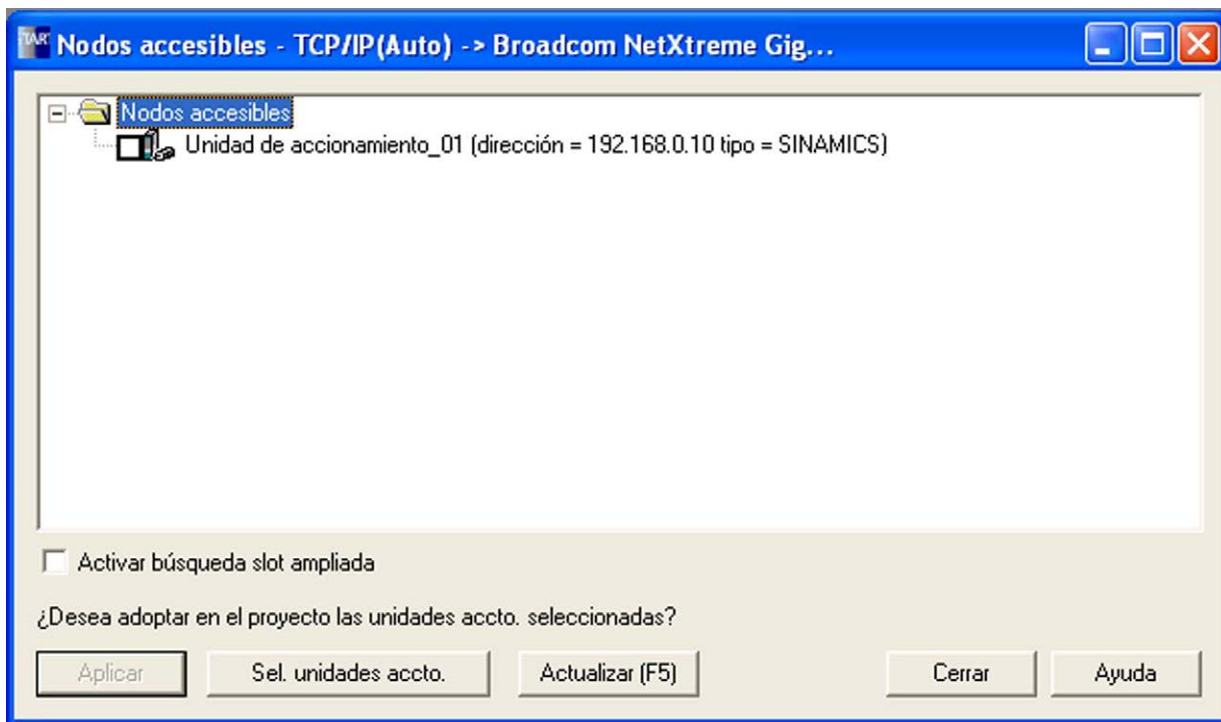 TAR
Nodos accesibles - TCP/IP(Auto) -> Broadcom NetXtreme Gig...
Nodos accesibles
Unidad de accionamiento_01 (dirección = 192.168.0.10 tipo = SINAMICS)
Activar búsqueda slot ampliada
¿Desea adoptar en el proyecto las unidades accto. seleccionadas?
Aplicar Sel. unidades accto. Actualizar (F5) Cerrar Ayuda